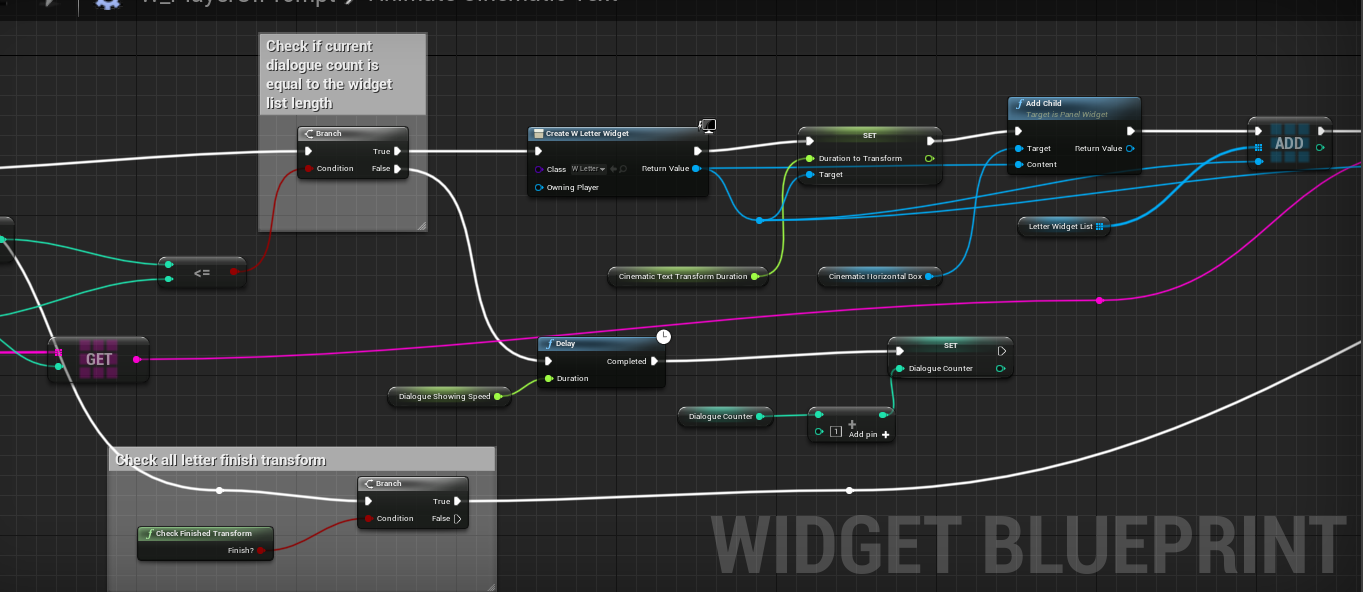 Check if current
dialogue count is
equal to the widget
list length
Branch
True
Condition
False
<=
GET
Create W Letter Widget
Class
W Letter
Return Value
Owning Player
SET
Duration to Transform
Target
Add Child
Target is Panel Widget
Target
Return Value
Content
ADD
Letter Widget List
Cinematic Text Transform Duration
Cinematic Horizontal Box
Delay
Completed
Duration
Dialogue Showing Speed
SET
Dialogue Counter
Dialogue Counter
1
Add pin +
Check all letter finish transform
Branch
True
Condition
False
Check Finished Transform
Finish?
WIDGET BLUEPRINT